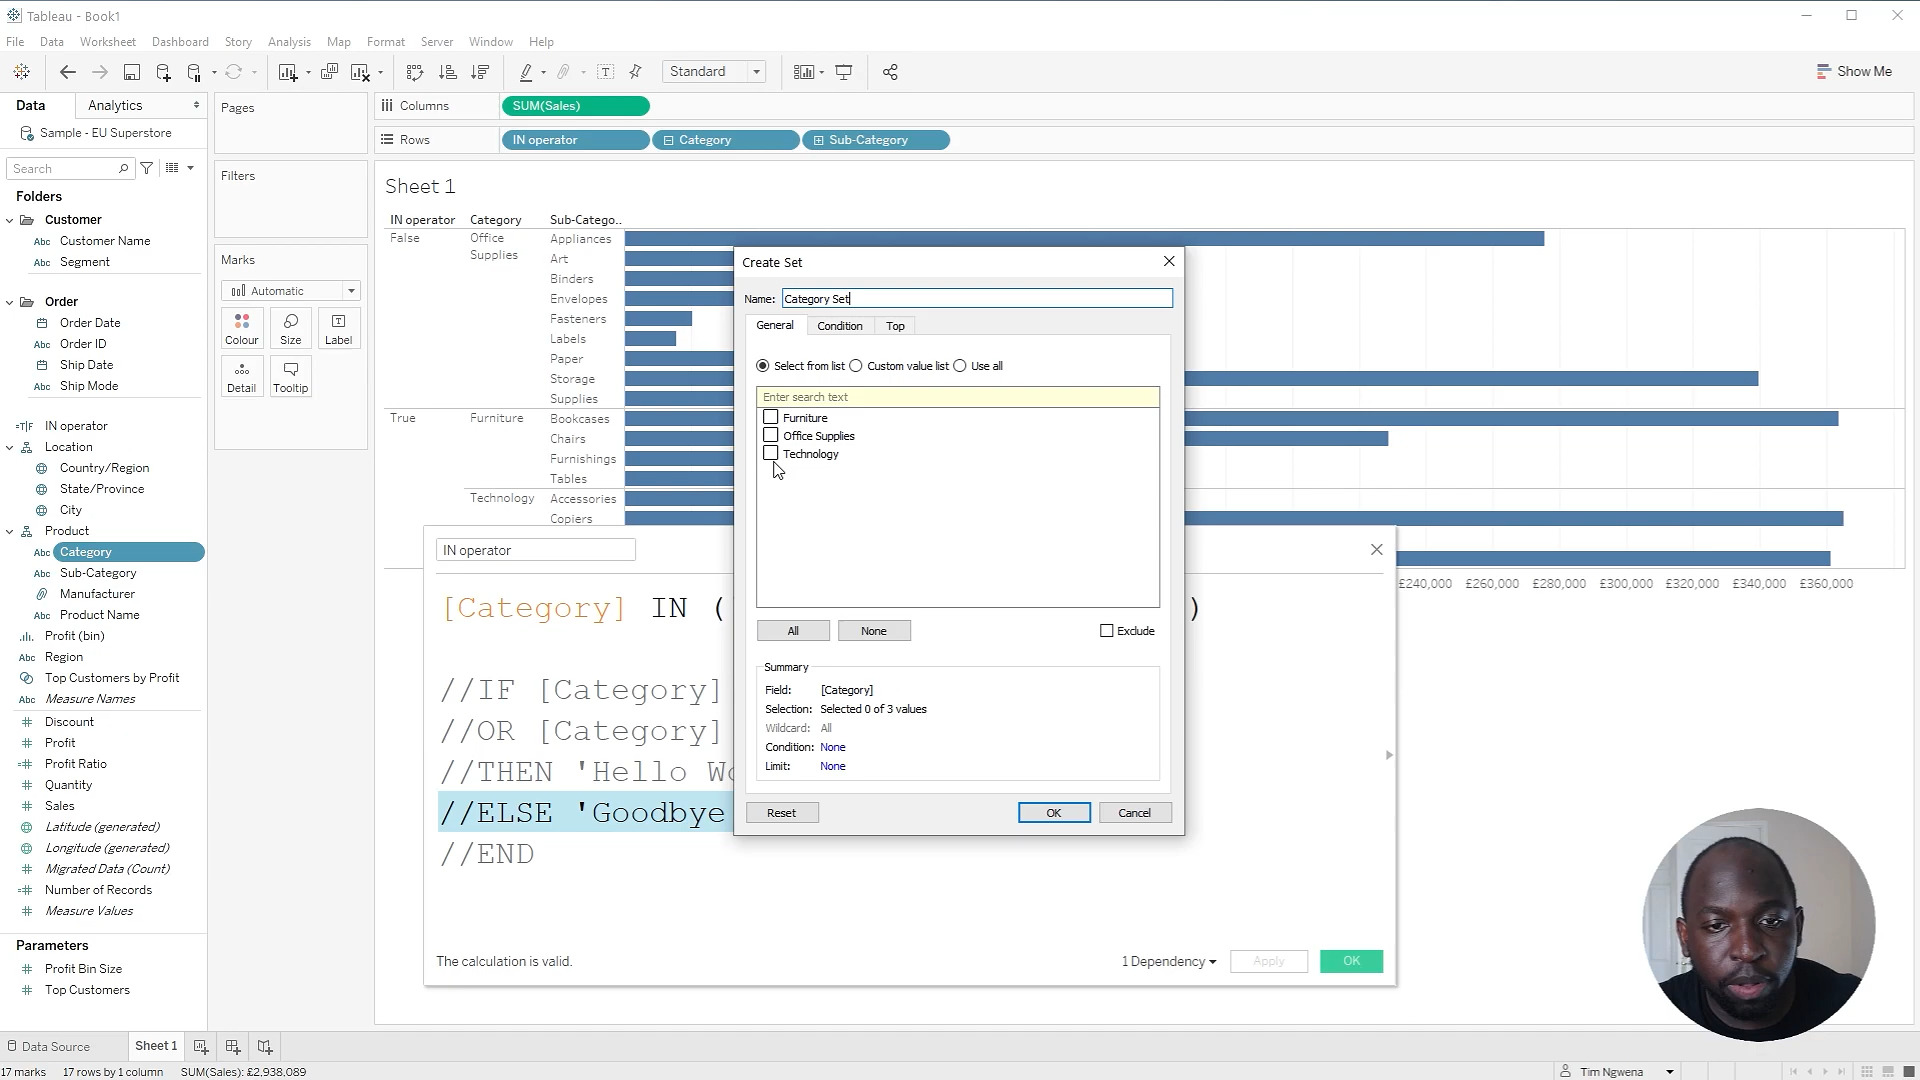 Tableau - Book1
File Data Worksheet Dashboard Story Analysis Map Format Server Window Help
Standard
Show Me
Data Analytics
Sample - EU Superstore
Search
Folders
Customer
Abc Customer Name
Abc Segment
Order
Order Date
Abc Order ID
Ship Date
Abc Ship Mode
=T|F IN operator
Location
Country/Region
State/Province
City
Product
Abc Category
Abc Sub-Category
Manufacturer
Abc Product Name
Profit (bin)
Abc Region
Top Customers by Profit
Abc Measure Names
# Discount
# Profit
=# Profit Ratio
# Quantity
# Sales
Latitude (generated)
Longitude (generated)
# Migrated Data (Count)
=# Number of Records
# Measure Values
Parameters
# Profit Bin Size
# Top Customers
Pages
Filters
Marks
Automatic
Colour Size Label
Detail Tooltip
Columns SUM(Sales)
Rows IN operator Category Sub-Category
Sheet 1
IN operator Category Sub-Catego..
False Office Supplies Appliances
Art
Binders
Envelopes
Fasteners
Labels
Paper
Storage
Supplies
True Furniture Bookcases
Chairs
Furnishings
Tables
Technology Accessories
Copiers
£240,000 £260,000 £280,000 £300,000 £320,000 £340,000 £360,000
Create Set
Name: Category Set
General Condition Top
Select from list Custom value list Use all
Enter search text
Furniture
Office Supplies
Technology
All None Exclude
Summary
Field: [Category]
Selection: Selected 0 of 3 values
Wildcard: All
Condition: None
Limit: None
Reset OK Cancel
IN operator
[Category] IN ( )
//IF [Category]
//OR [Category]
//THEN 'Hello Wo
//ELSE 'Goodbye
//END
The calculation is valid.
1 Dependency Apply OK
Data Source Sheet 1
17 marks 17 rows by 1 column SUM(Sales): £2,938,089
Tim Ngwena